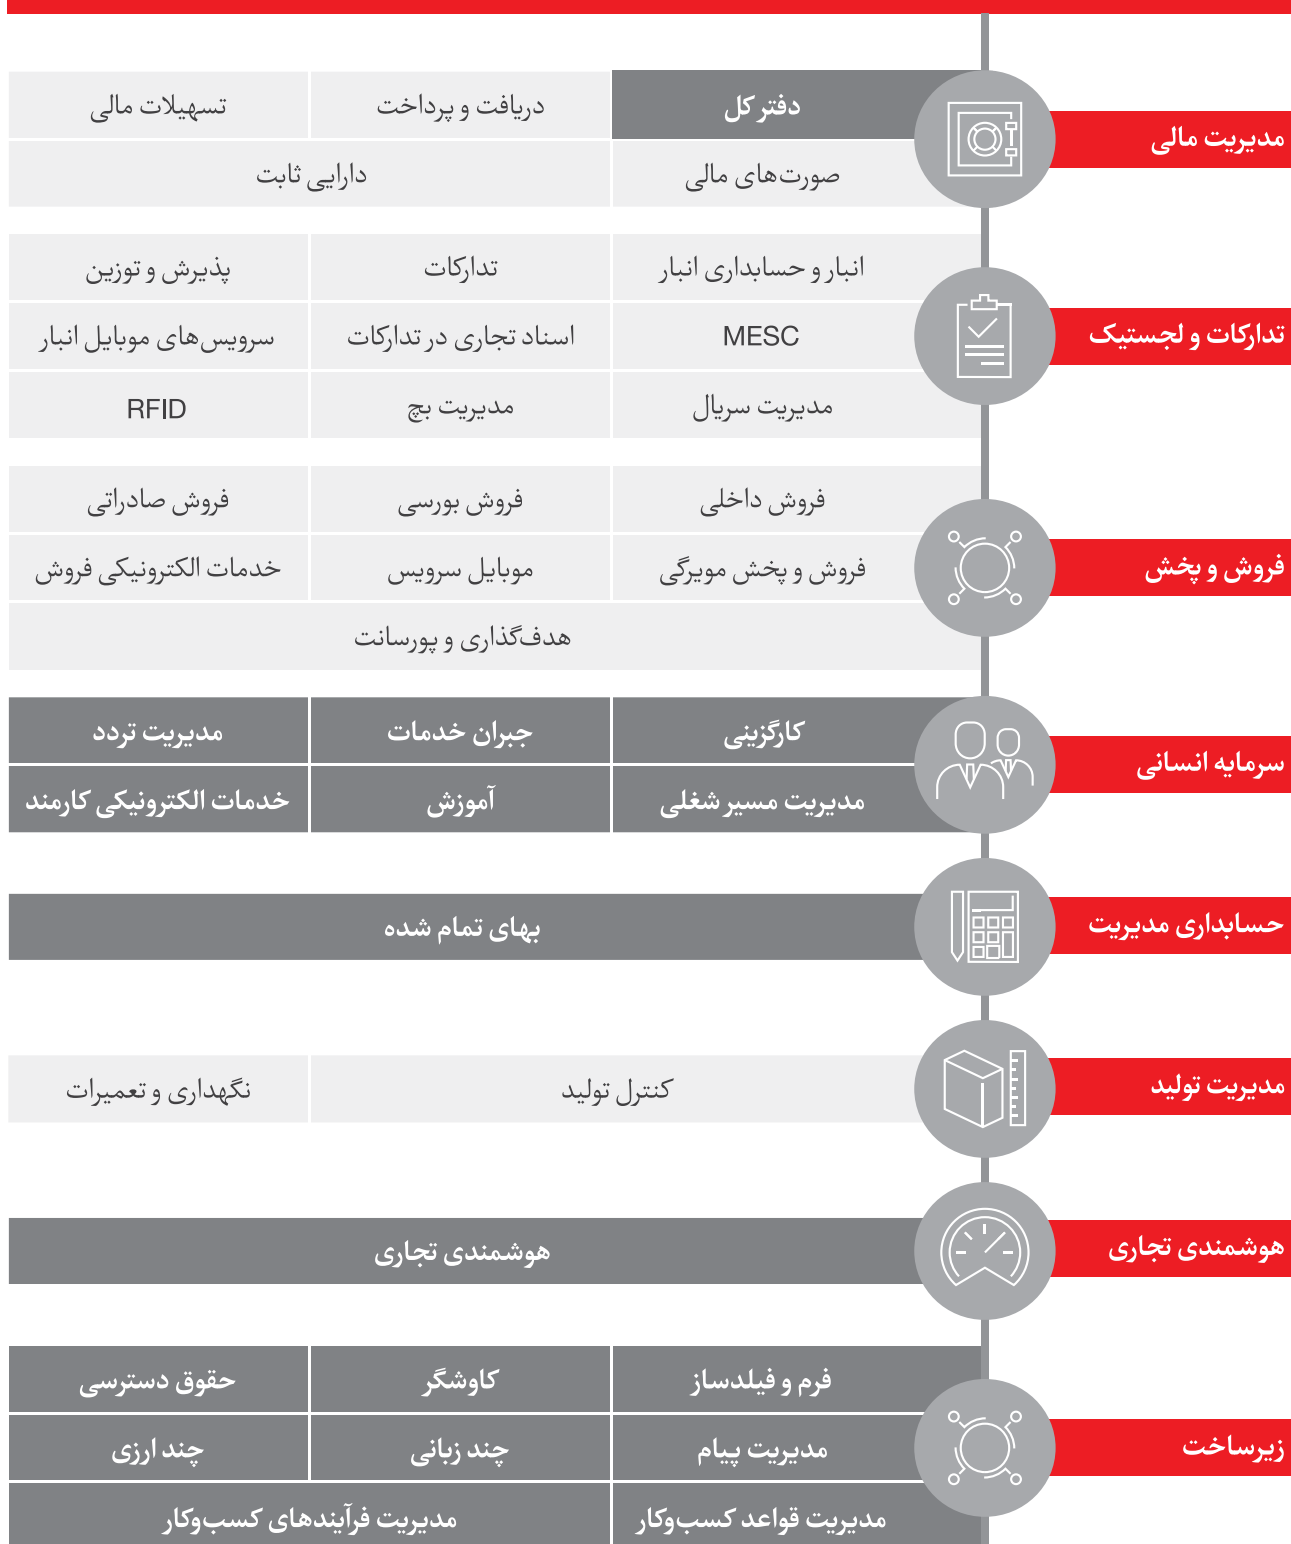 مدیریت مالی
دفتر کل
دریافت و پرداخت
تسهیلات مالی
صورت‌های مالی
دارایی ثابت
تدارکات و لجستیک
انبار و حسابداری انبار
تدارکات
پذیرش و توزین
MESC
اسناد تجاری در تدارکات
سرویس‌های موبایل انبار
مدیریت سریال
مدیریت بچ
RFID
فروش و پخش
فروش داخلی
فروش بورسی
فروش صادراتی
فروش و پخش مویرگی
موبایل سرویس
خدمات الکترونیکی فروش
هدف‌گذاری و پورسانت
سرمایه انسانی
کارگزینی
جبران خدمات
مدیریت تردد
مدیریت مسیر شغلی
آموزش
خدمات الکترونیکی کارمند
حسابداری مدیریت
بهای تمام شده
مدیریت تولید
کنترل تولید
نگهداری و تعمیرات
هوشمندی تجاری
هوشمندی تجاری
زیرساخت
فرم و فیلدساز
کاوشگر
حقوق دسترسی
مدیریت پیام
چند زبانی
چند ارزی
مدیریت قواعد کسب‌وکار
مدیریت فرآیندهای کسب‌وکار